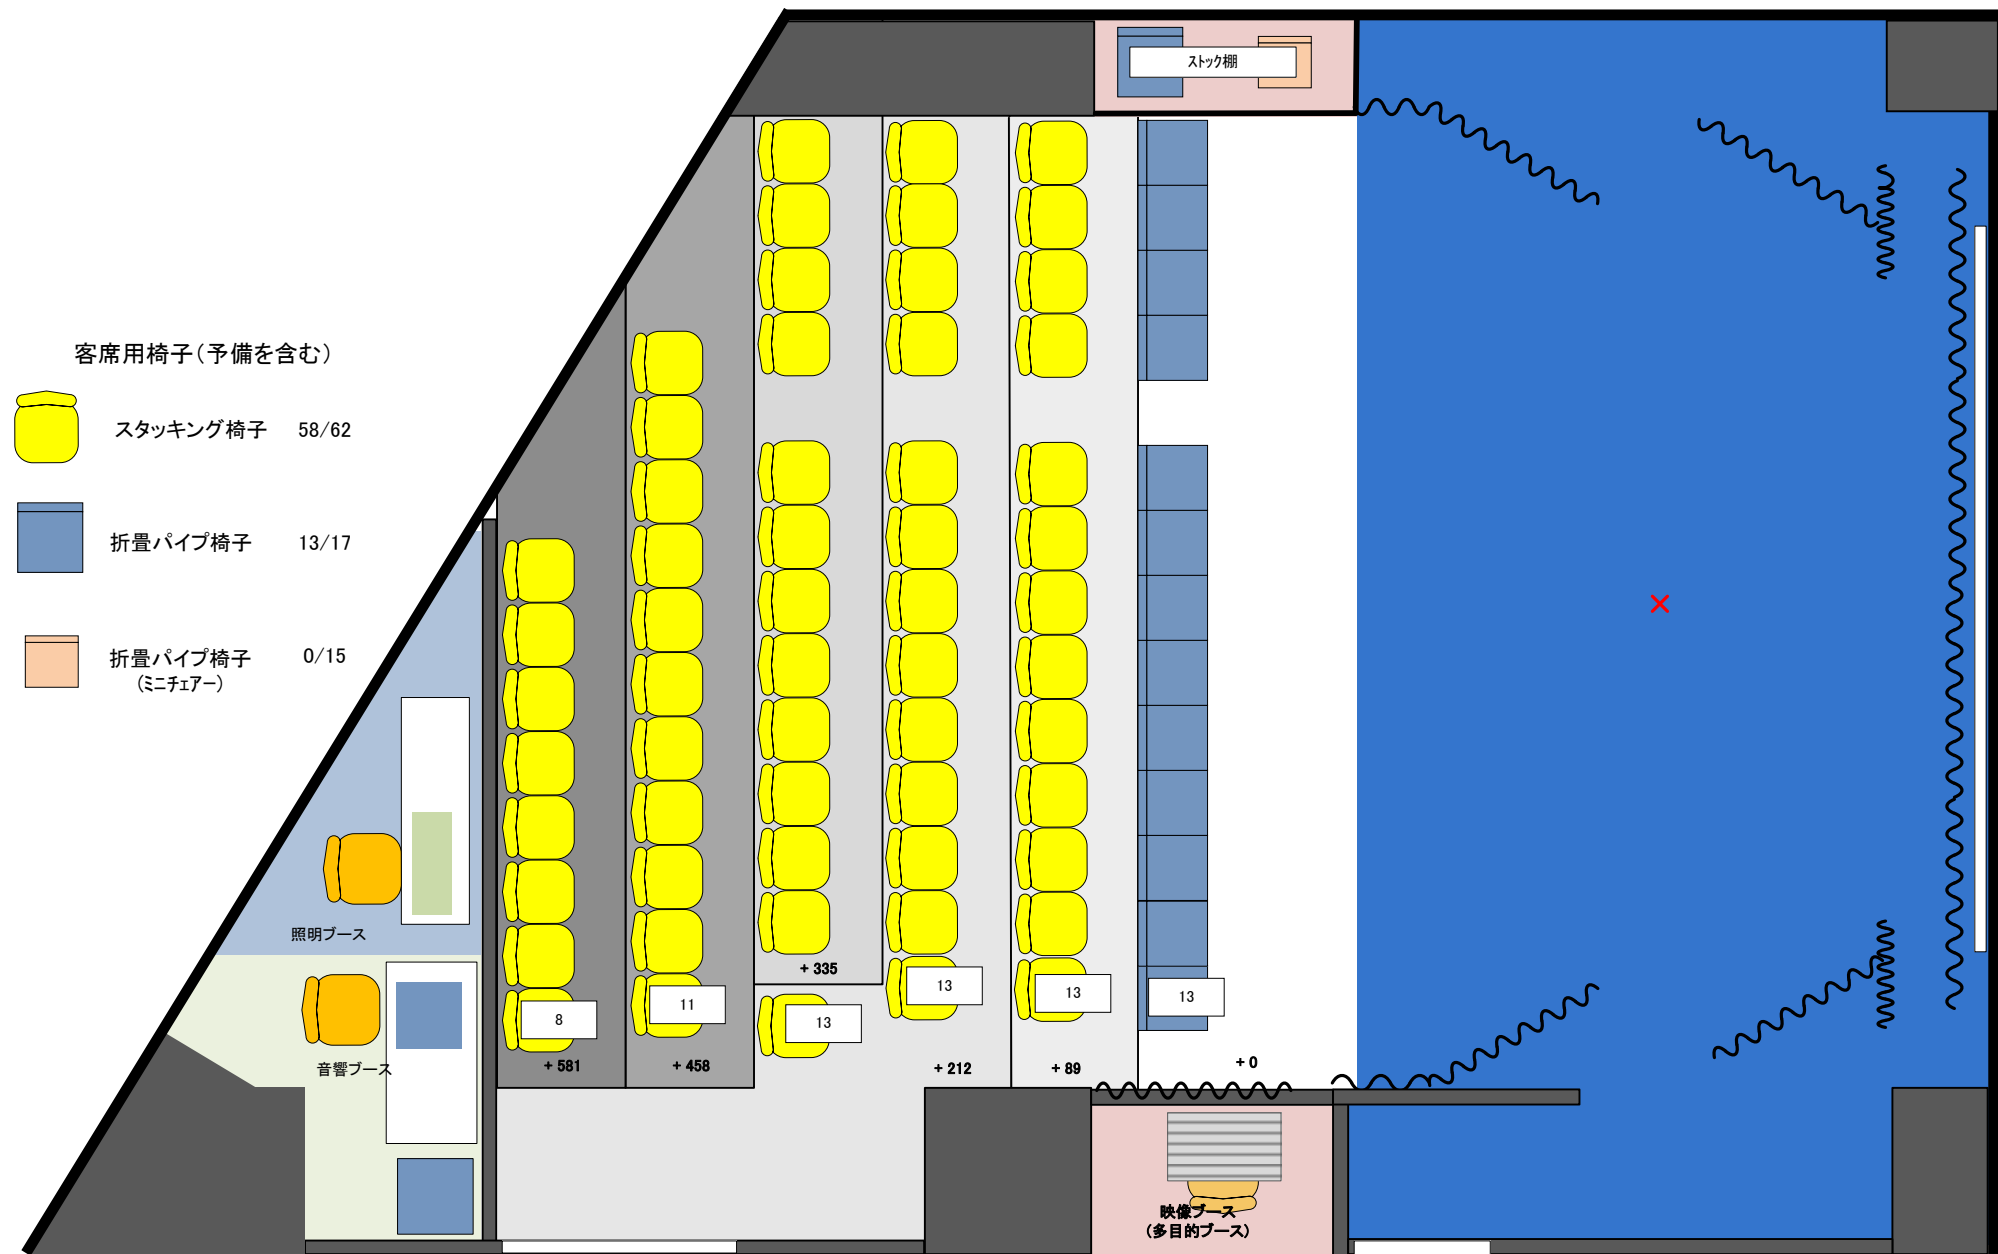 ストック棚
客席用椅子(予備を含む)
スタッキング椅子 58/62
折畳パイプ椅子 13/17
折畳パイプ椅子 0/15
(ミニチェアー)
照明ブース
音響ブース
8
11
13
13
13
13
+ 335
+ 581
+ 458
+ 212
+ 89
+ 0
映像ブース
(多目的ブース)